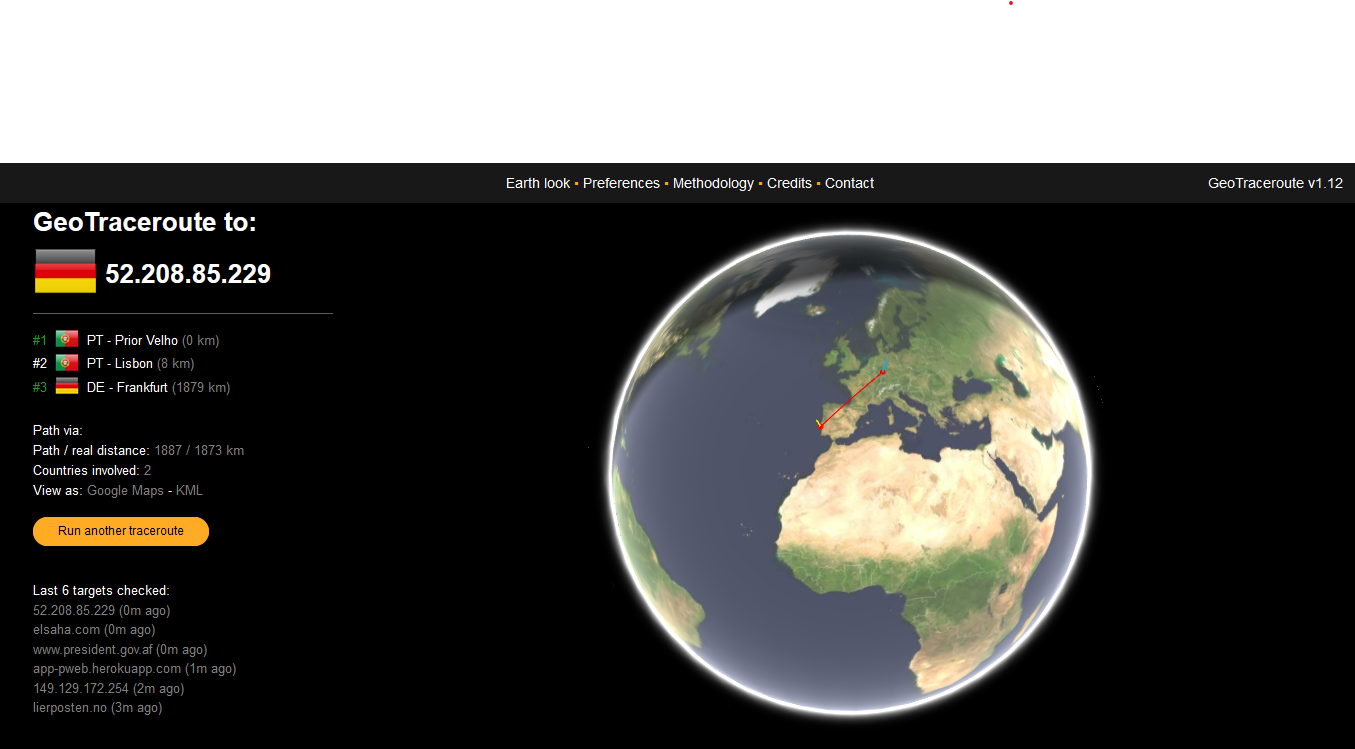 Earth look ▪ Preferences ▪ Methodology ▪ Credits ▪ Contact
GeoTraceroute v1.12
GeoTraceroute to:
52.208.85.229
#1 PT - Prior Velho (0 km)
#2 PT - Lisbon (8 km)
#3 DE - Frankfurt (1879 km)
Path via:
Path / real distance: 1887 / 1873 km
Countries involved: 2
View as: Google Maps - KML
Run another traceroute
Last 6 targets checked:
52.208.85.229 (0m ago)
elsaha.com (0m ago)
www.president.gov.af (0m ago)
app-pweb.herokuapp.com (1m ago)
149.129.172.254 (2m ago)
lierposten.no (3m ago)